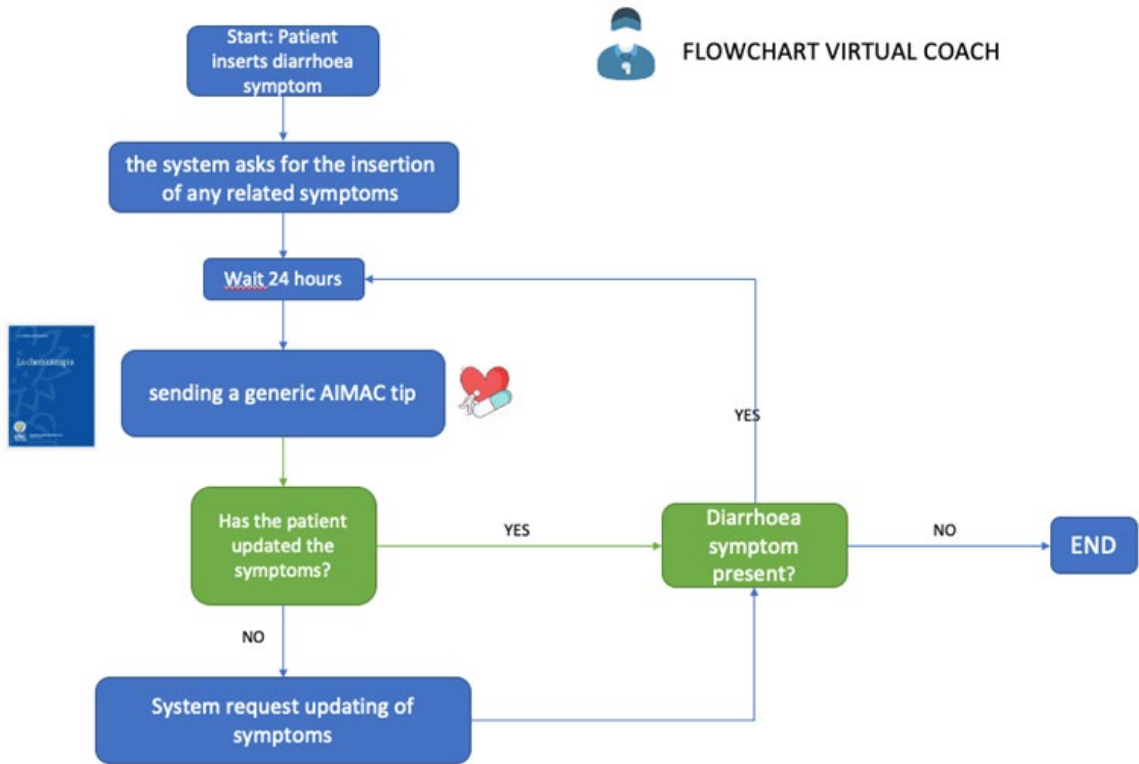 Start: Patient
inserts diarrhoea
symptom
FLOWCHART VIRTUAL COACH
the system asks for the insertion
of any related symptoms
Wait 24 hours
La chemioterapia
sending a generic AIMAC tip
YES
Has the patient
updated the
symptoms?
YES
Diarrhoea
symptom
present?
NO
END
NO
System request updating of
symptoms